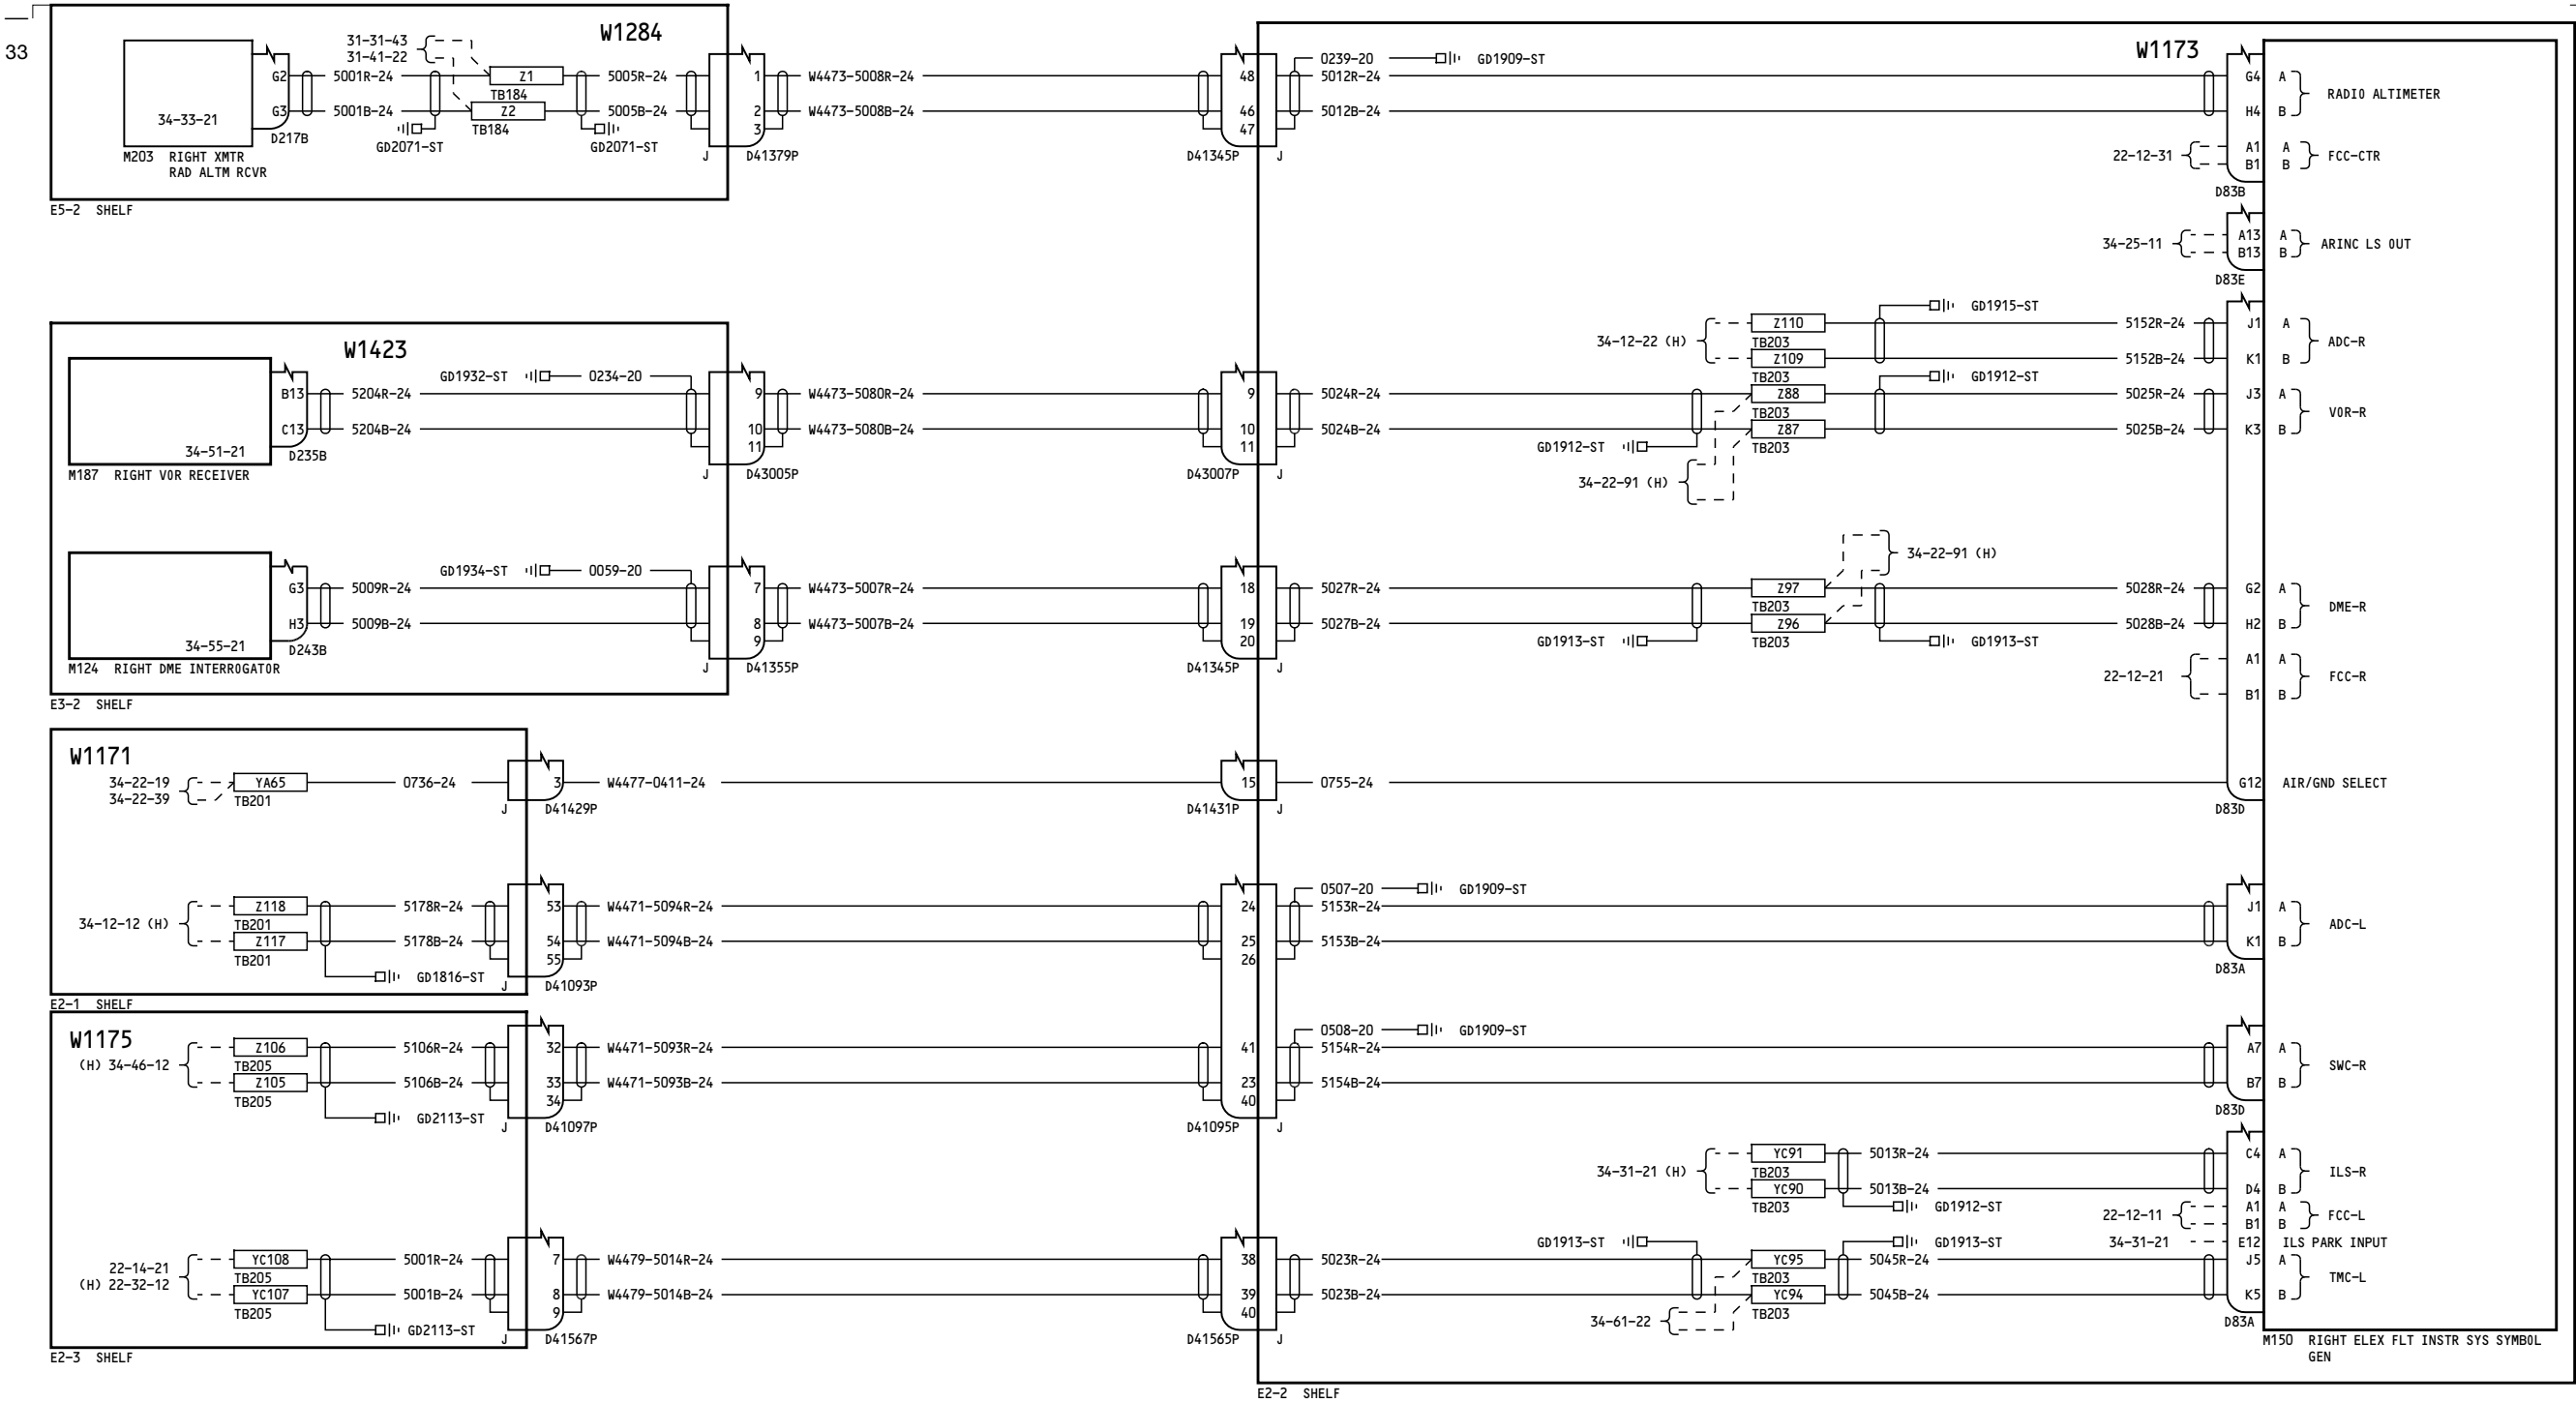 33
W1284
31-31-43
31-41-22
34-33-21
G2
G3
D217B
M203 RIGHT XMTR
RAD ALTM RCVR
5001R-24
5001B-24
Z1
TB184
Z2
TB184
GD2071-ST
GD2071-ST
5005R-24
5005B-24
1
2
3
J
D41379P
W4473-5008R-24
W4473-5008B-24
48
46
47
D41345P
J
0239-20
GD1909-ST
5012R-24
5012B-24
E5-2 SHELF
W1173
G4 A
H4 B
RADIO ALTIMETER
22-12-31
A1 A
B1 B
FCC-CTR
D83B
34-25-11
A13 A
B13 B
ARINC LS OUT
D83E
W1423
34-51-21
B13
C13
D235B
M187 RIGHT VOR RECEIVER
5204R-24
5204B-24
GD1932-ST
0234-20
9
10
11
J
D43005P
W4473-5080R-24
W4473-5080B-24
9
10
11
D43007P
J
5024R-24
5024B-24
34-12-22 (H)
Z110
TB203
Z109
TB203
GD1915-ST
5152R-24
5152B-24
J1 A
K1 B
ADC-R
GD1912-ST
34-22-91 (H)
Z88
TB203
Z87
TB203
GD1912-ST
5025R-24
5025B-24
J3 A
K3 B
VOR-R
34-55-21
G3
H3
D243B
M124 RIGHT DME INTERROGATOR
5009R-24
5009B-24
GD1934-ST
0059-20
7
8
9
J
D41355P
W4473-5007R-24
W4473-5007B-24
18
19
20
D41345P
J
5027R-24
5027B-24
GD1913-ST
Z97
TB203
Z96
TB203
34-22-91 (H)
GD1913-ST
5028R-24
5028B-24
G2 A
H2 B
DME-R
22-12-21
A1 A
B1 B
FCC-R
E3-2 SHELF
W1171
34-22-19
34-22-39
YA65
TB201
0736-24
3
J
D41429P
W4477-0411-24
15
D41431P
J
0755-24
G12 AIR/GND SELECT
D83D
34-12-12 (H)
Z118
TB201
Z117
TB201
5178R-24
5178B-24
GD1816-ST
53
54
55
J
D41093P
W4471-5094R-24
W4471-5094B-24
24
25
26
0507-20
GD1909-ST
5153R-24
5153B-24
J1 A
K1 B
ADC-L
D83A
E2-1 SHELF
W1175
(H) 34-46-12
Z106
TB205
Z105
TB205
5106R-24
5106B-24
GD2113-ST
32
33
34
J
D41097P
W4471-5093R-24
W4471-5093B-24
41
23
40
D41095P
J
0508-20
GD1909-ST
5154R-24
5154B-24
A7 A
B7 B
SWC-R
D83D
34-31-21 (H)
YC91
TB203
YC90
TB203
5013R-24
5013B-24
GD1912-ST
C4 A
D4 B
ILS-R
22-12-11
A1 A
B1 B
FCC-L
34-31-21
E12 ILS PARK INPUT
22-14-21
(H) 22-32-12
YC108
TB205
YC107
TB205
5001R-24
5001B-24
GD2113-ST
7
8
9
J
D41567P
W4479-5014R-24
W4479-5014B-24
38
39
40
D41565P
J
5023R-24
5023B-24
GD1913-ST
34-61-22
YC95
TB203
YC94
TB203
GD1913-ST
5045R-24
5045B-24
J5 A
K5 B
TMC-L
D83A
M150 RIGHT ELEX FLT INSTR SYS SYMBOL
GEN
E2-3 SHELF
E2-2 SHELF